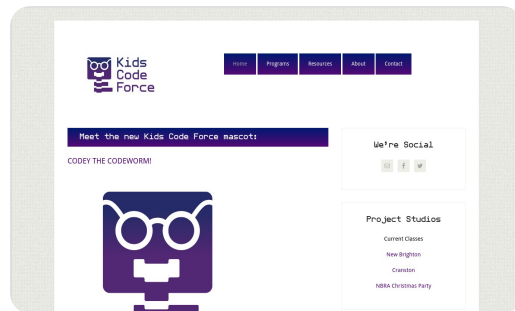 Kids
Code
Force
Home Programs Resources About Contact
Meet the new Kids Code Force mascot:
CODEY THE CODEWORM!
We're Social
Project Studios
Current Classes
New Brighton
Cranston
NBRA Christmas Party